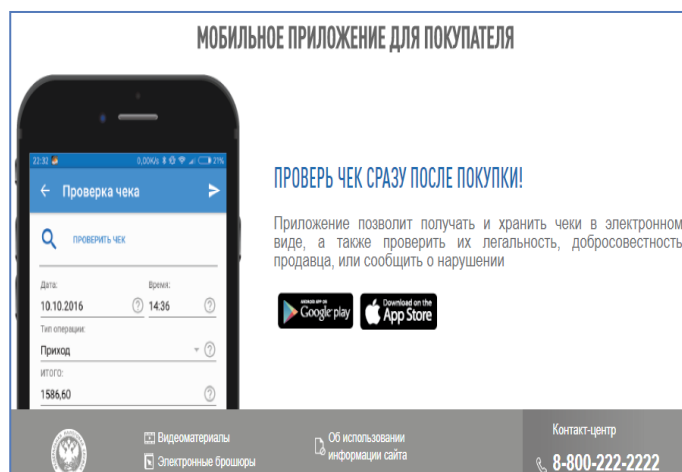 МОБИЛЬНОЕ ПРИЛОЖЕНИЕ ДЛЯ ПОКУПАТЕЛЯ
22:32 0,00K/s 21%
Проверка чека
ПРОВЕРИТЬ ЧЕК
Дата: Время:
10.10.2016 14:36
Тип операции:
Приход
ИТОГО:
1586,60
ПРОВЕРЬ ЧЕК СРАЗУ ПОСЛЕ ПОКУПКИ!
Приложение позволит получать и хранить чеки в электронном
виде, а также проверить их легальность, добросовестность
продавца, или сообщить о нарушении
ANDROID APP ON
Google play
Download on the
App Store
Видеоматериалы
Электронные брошюры
Об использовании
информации сайта
Контакт-центр
8-800-222-2222